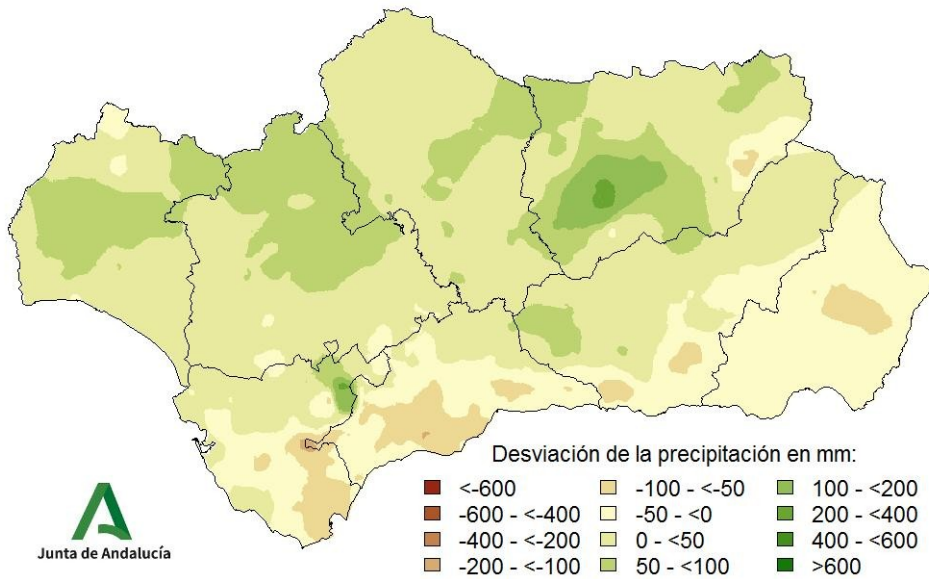 Desviación de la precipitación en mm:
<-600
-600 - <-400
-400 - <-200
-200 - <-100
-100 - <-50
-50 - <0
0 - <50
50 - <100
100 - <200
200 - <400
400 - <600
>600
Junta de Andalucía